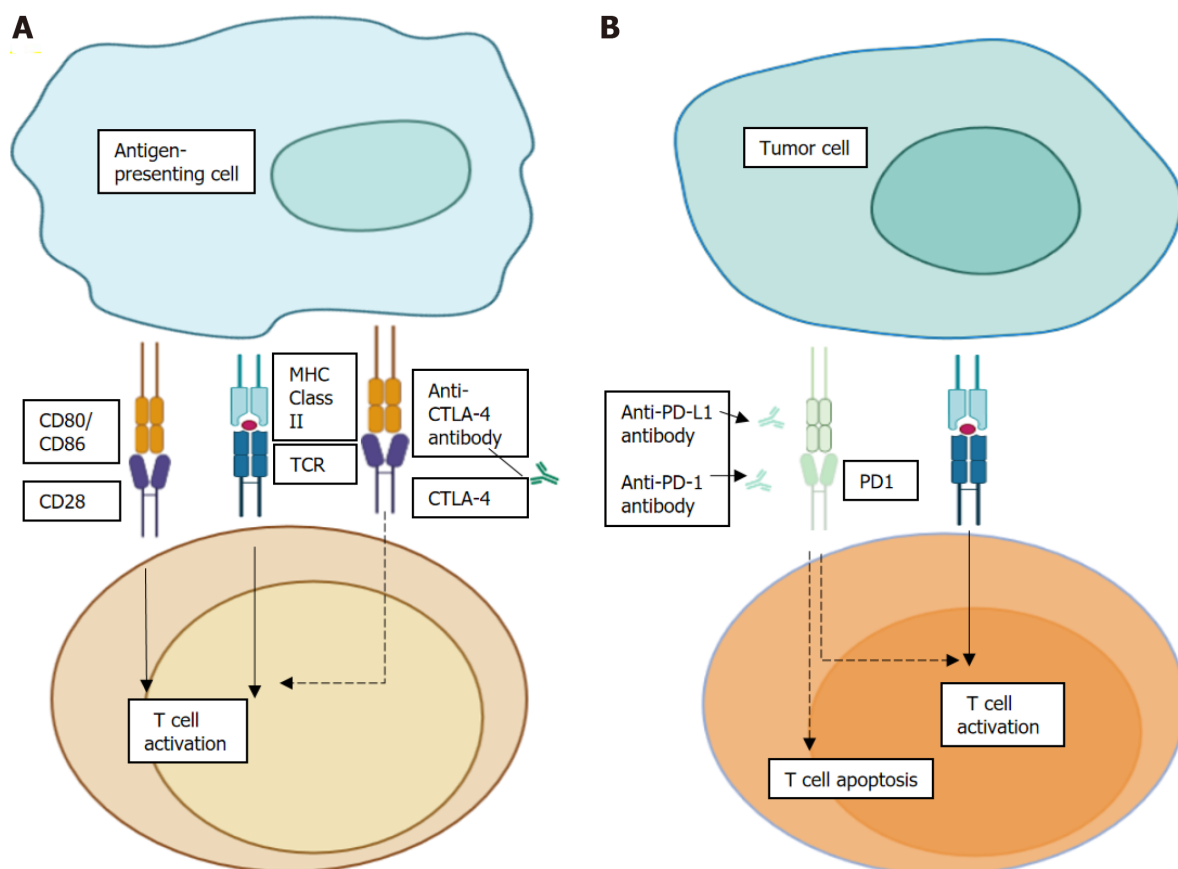 A
Antigen-
presenting cell
CD80/
CD86
CD28
MHC
Class
II
TCR
Anti-
CTLA-4
antibody
CTLA-4
T cell
activation
B
Tumor cell
Anti-PD-L1
antibody
Anti-PD-1
antibody
PD1
T cell
activation
T cell apoptosis